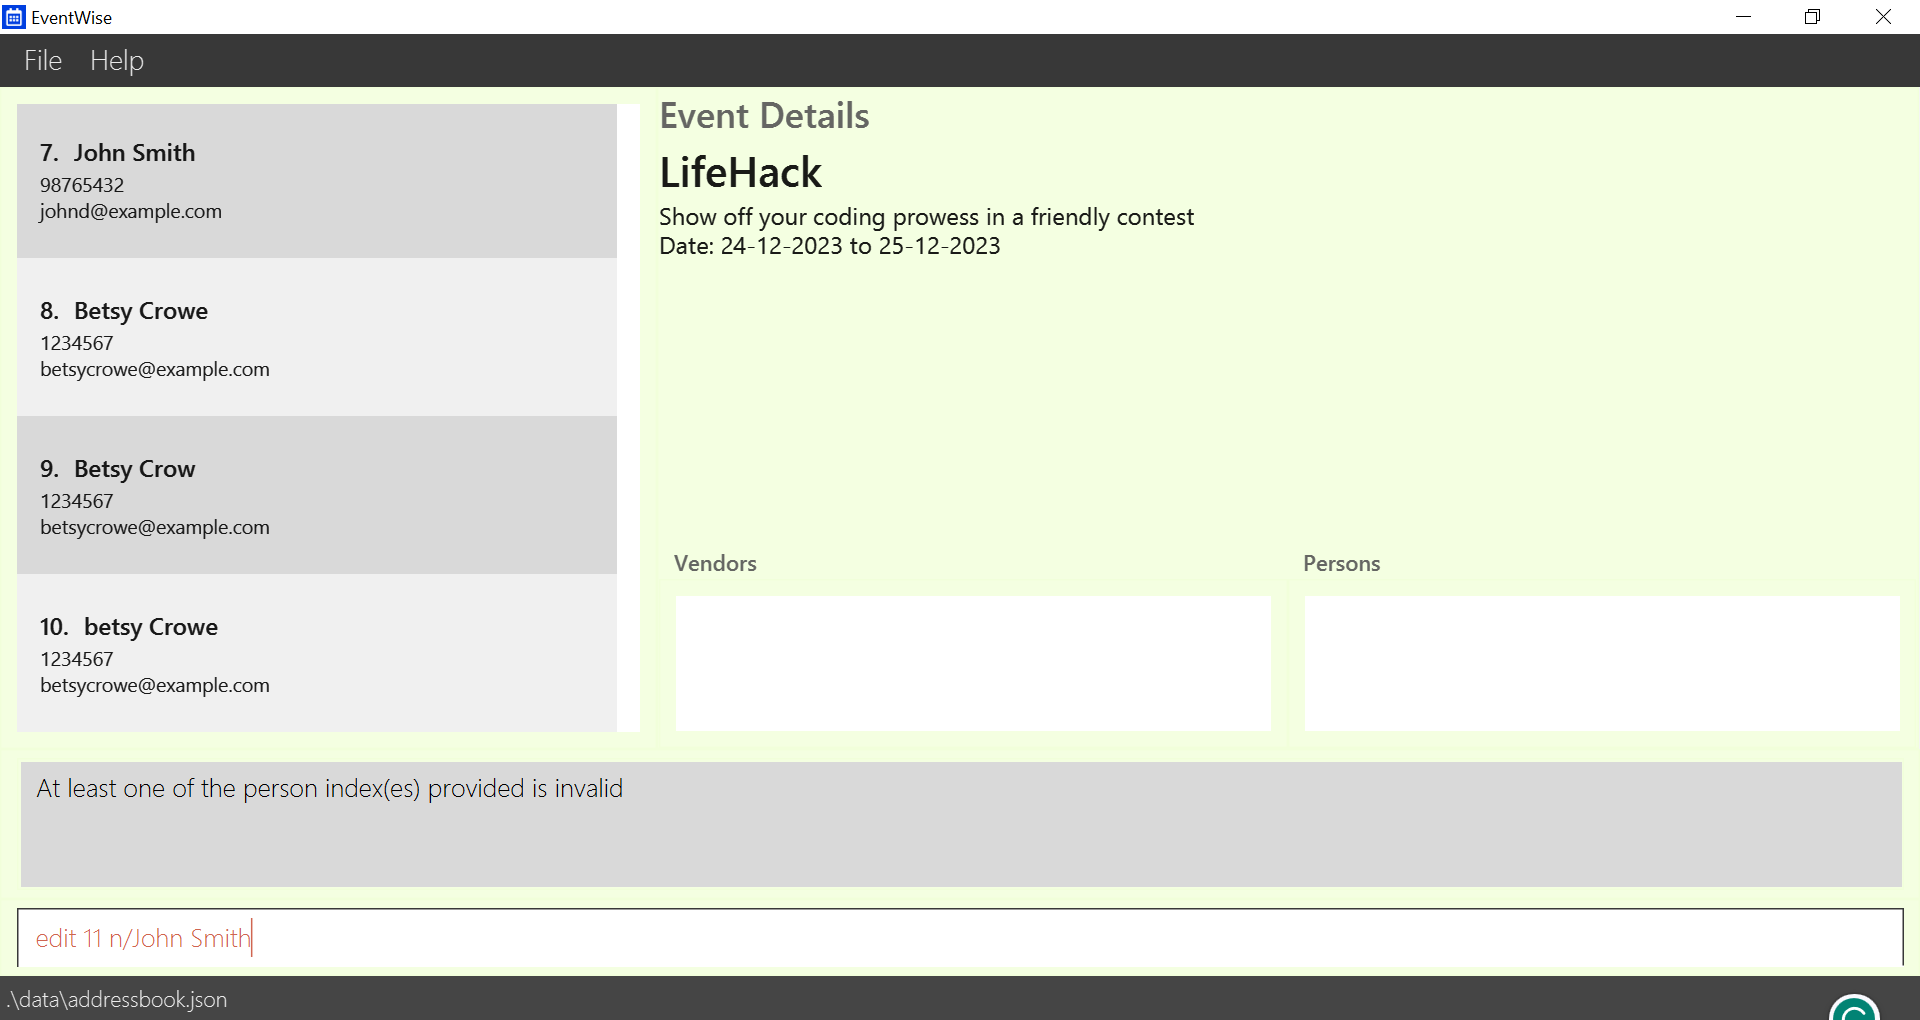 EventWise
File Help
7. John Smith
98765432
johnd@example.com
8. Betsy Crowe
1234567
betsycrowe@example.com
9. Betsy Crow
1234567
betsycrowe@example.com
10. betsy Crowe
1234567
betsycrowe@example.com
Event Details
LifeHack
Show off your coding prowess in a friendly contest
Date: 24-12-2023 to 25-12-2023
Vendors
Persons
At least one of the person index(es) provided is invalid
edit 11 n/John Smith
.\data\addressbook.json